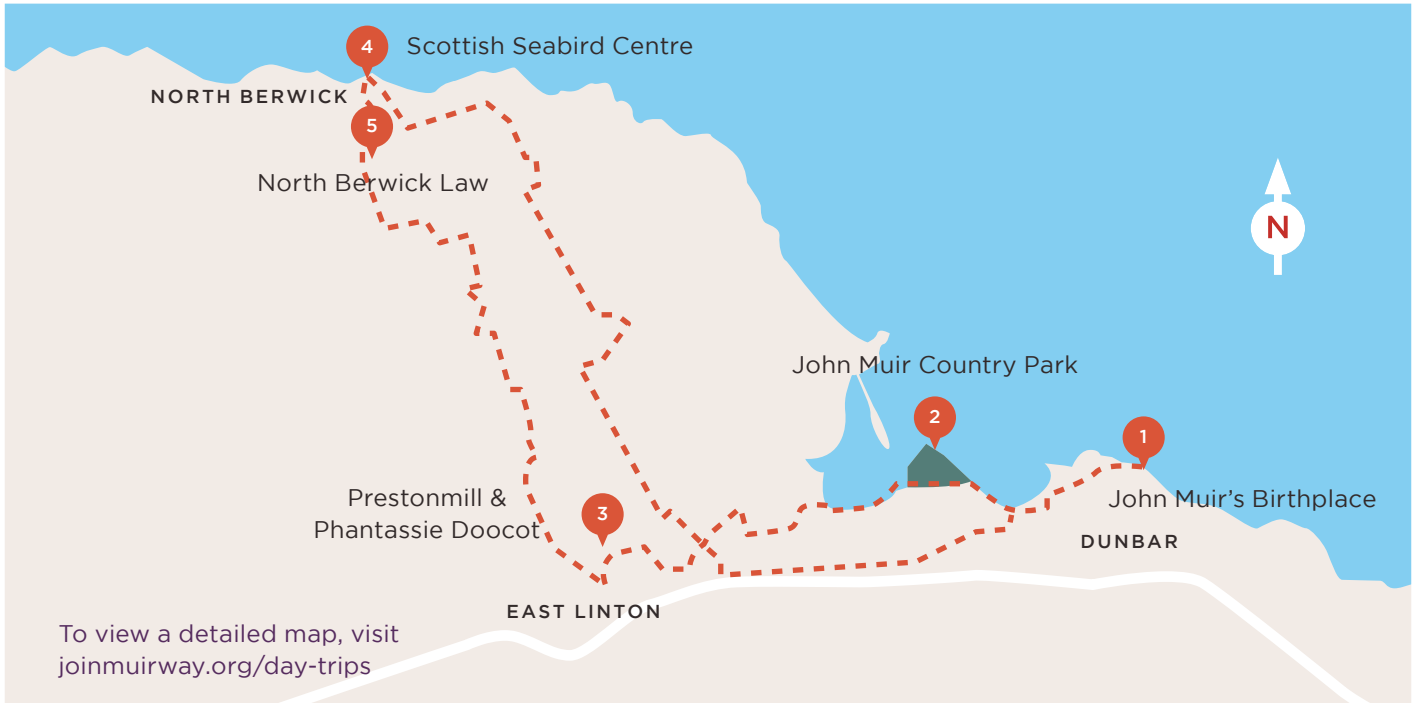 4
Scottish Seabird Centre
NORTH BERWICK
5
North Berwick Law
N
John Muir Country Park
2
1
Prestonmill &
Phantassie Doocot
3
John Muir's Birthplace
DUNBAR
EAST LINTON
To view a detailed map, visit
joinmuirway.org/day-trips